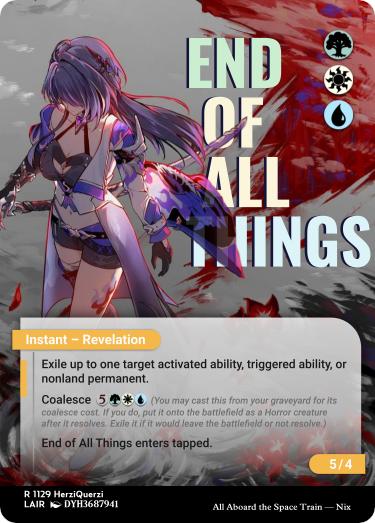 END
OF
ALL
THINGS
Instant – Revelation
Exile up to one target activated ability, triggered ability, or
nonland permanent.
Coalesce 5 (You may cast this from your graveyard for its
coalesce cost. If you do, put it onto the battlefield as a Horror creature
after it resolves. Exile it if it would leave the battlefield or not resolve.)
End of All Things enters tapped.
5/4
R 1129 HerziQuerzi
LAIR DYH3687941
All Aboard the Space Train — Nix